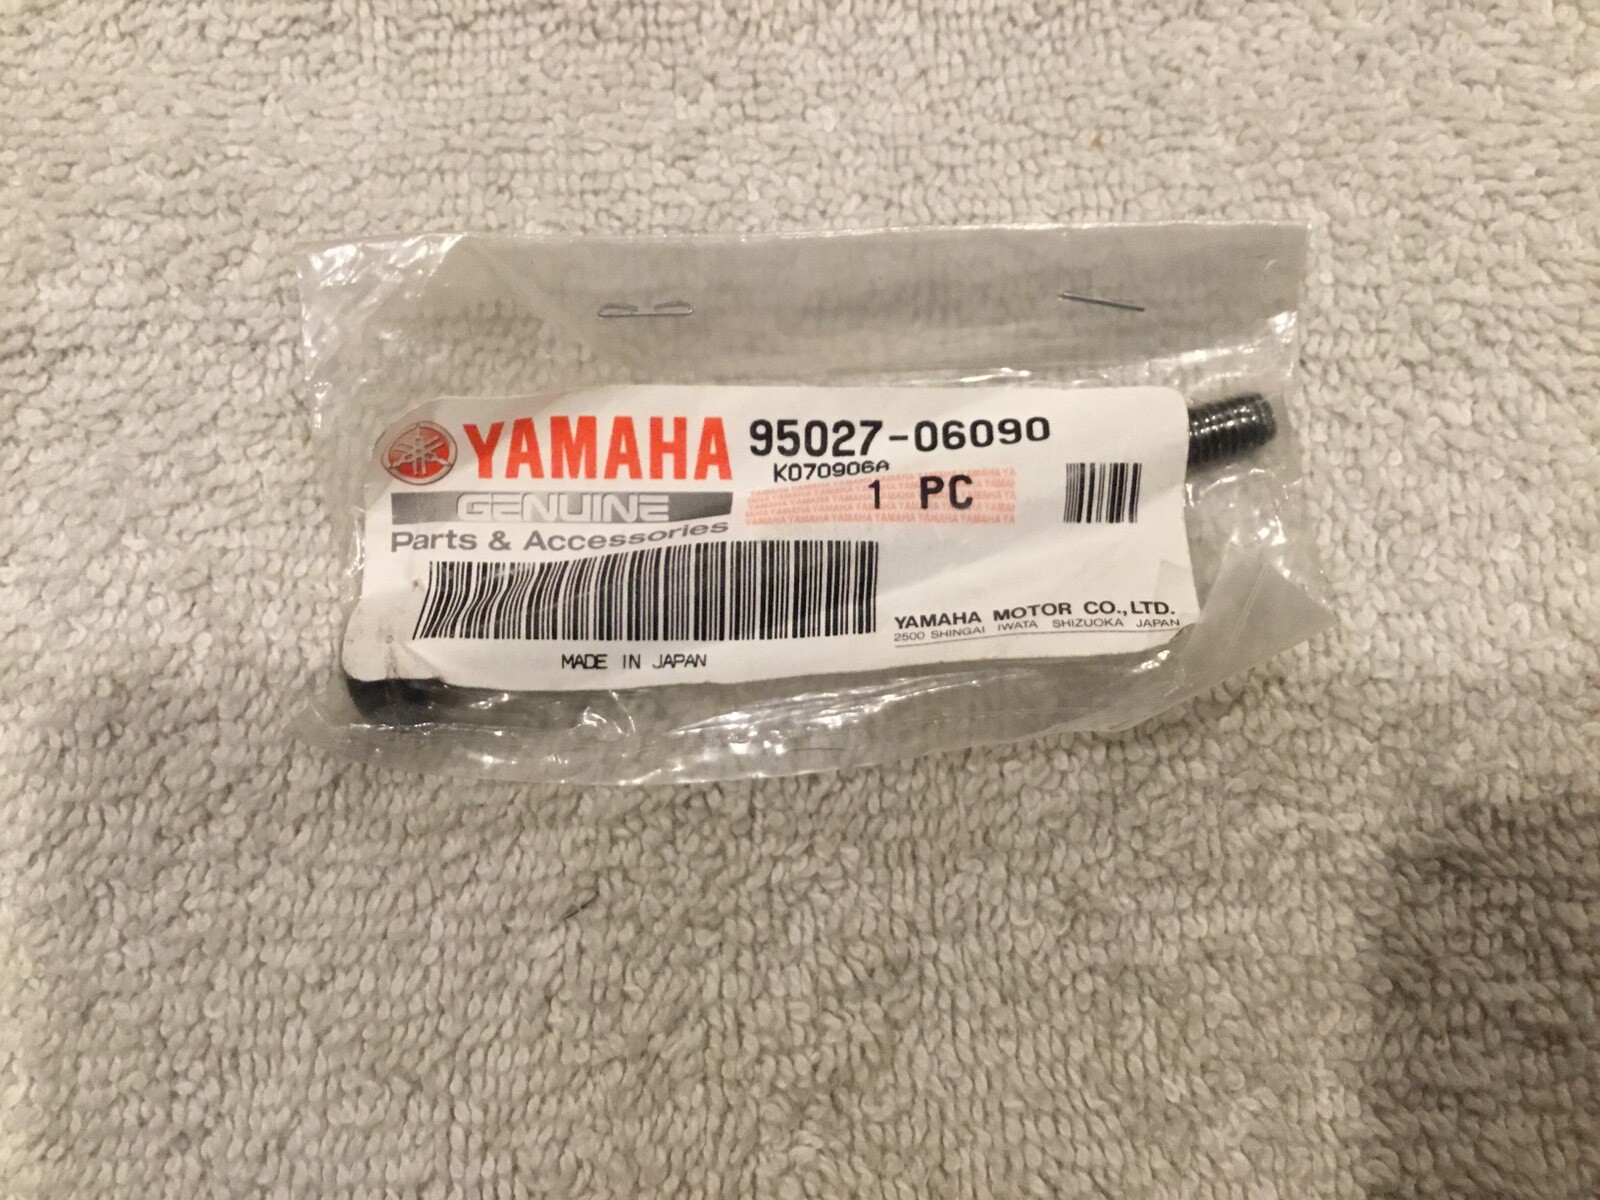 YAMAHA 95027-06090
K070906A
GENUINE 1 PC
Parts & Accessories
YAMAHA MOTOR CO.,LTD.
2500 SHINGAI IWATA SHIZUOKA JAPAN
MADE IN JAPAN